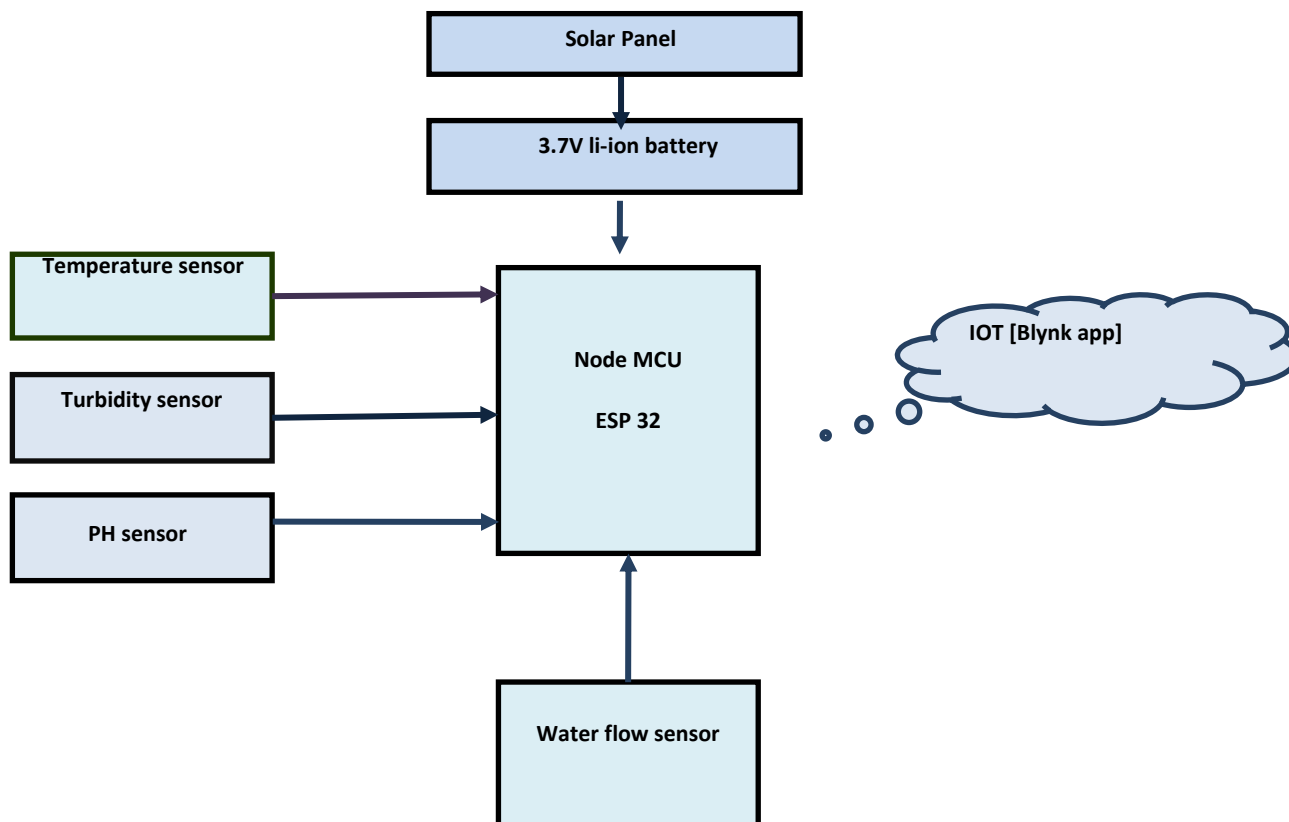 Solar Panel
3.7V li-ion battery
Temperature sensor
Turbidity sensor
PH sensor
Node MCU
ESP 32
IOT [Blynk app]
Water flow sensor